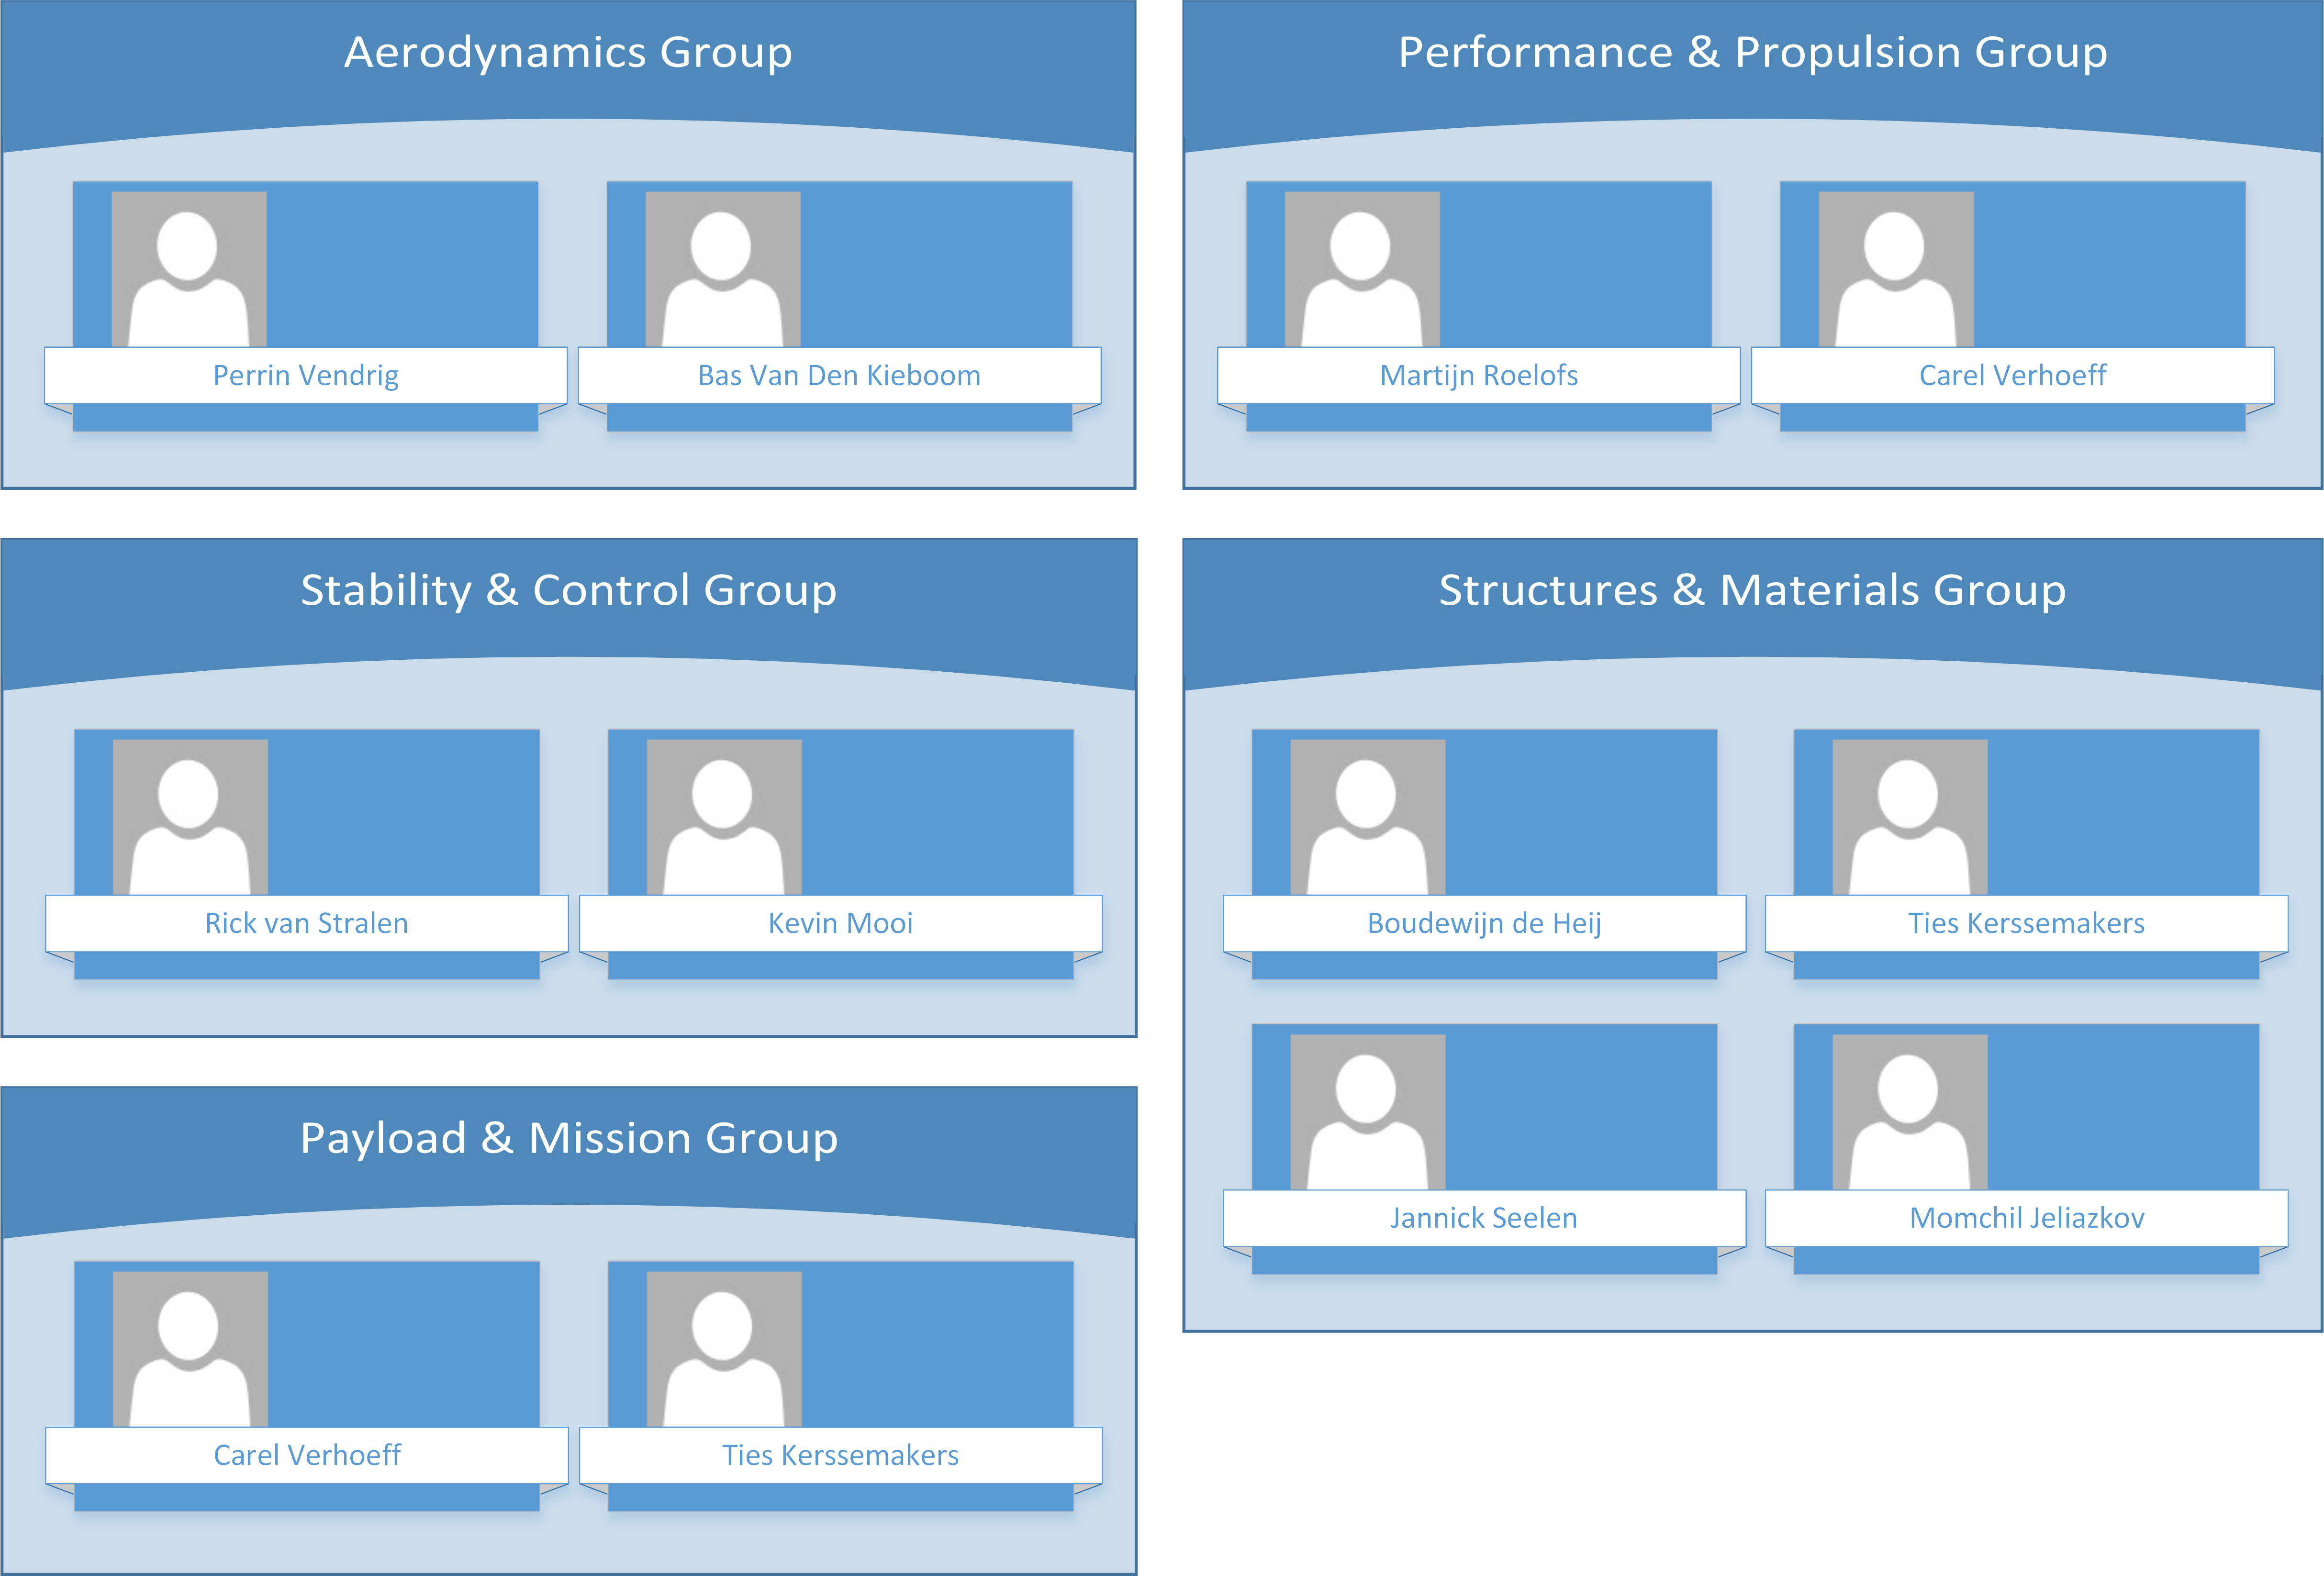 Aerodynamics Group
Perrin Vendrig
Bas Van Den Kieboom
Performance & Propulsion Group
Martijn Roelofs
Carel Verhoeff
Stability & Control Group
Rick van Stralen
Kevin Mooi
Structures & Materials Group
Boudewijn de Heij
Ties Kerssemakers
Jannick Seelen
Momchil Jeliazkov
Payload & Mission Group
Carel Verhoeff
Ties Kerssemakers